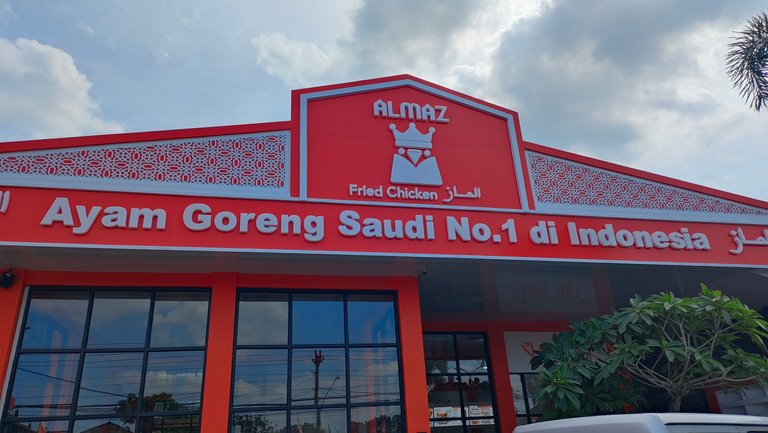 ALMAZ
Fried Chicken الماز
Ayam Goreng Saudi No.1 di Indonesia الماز